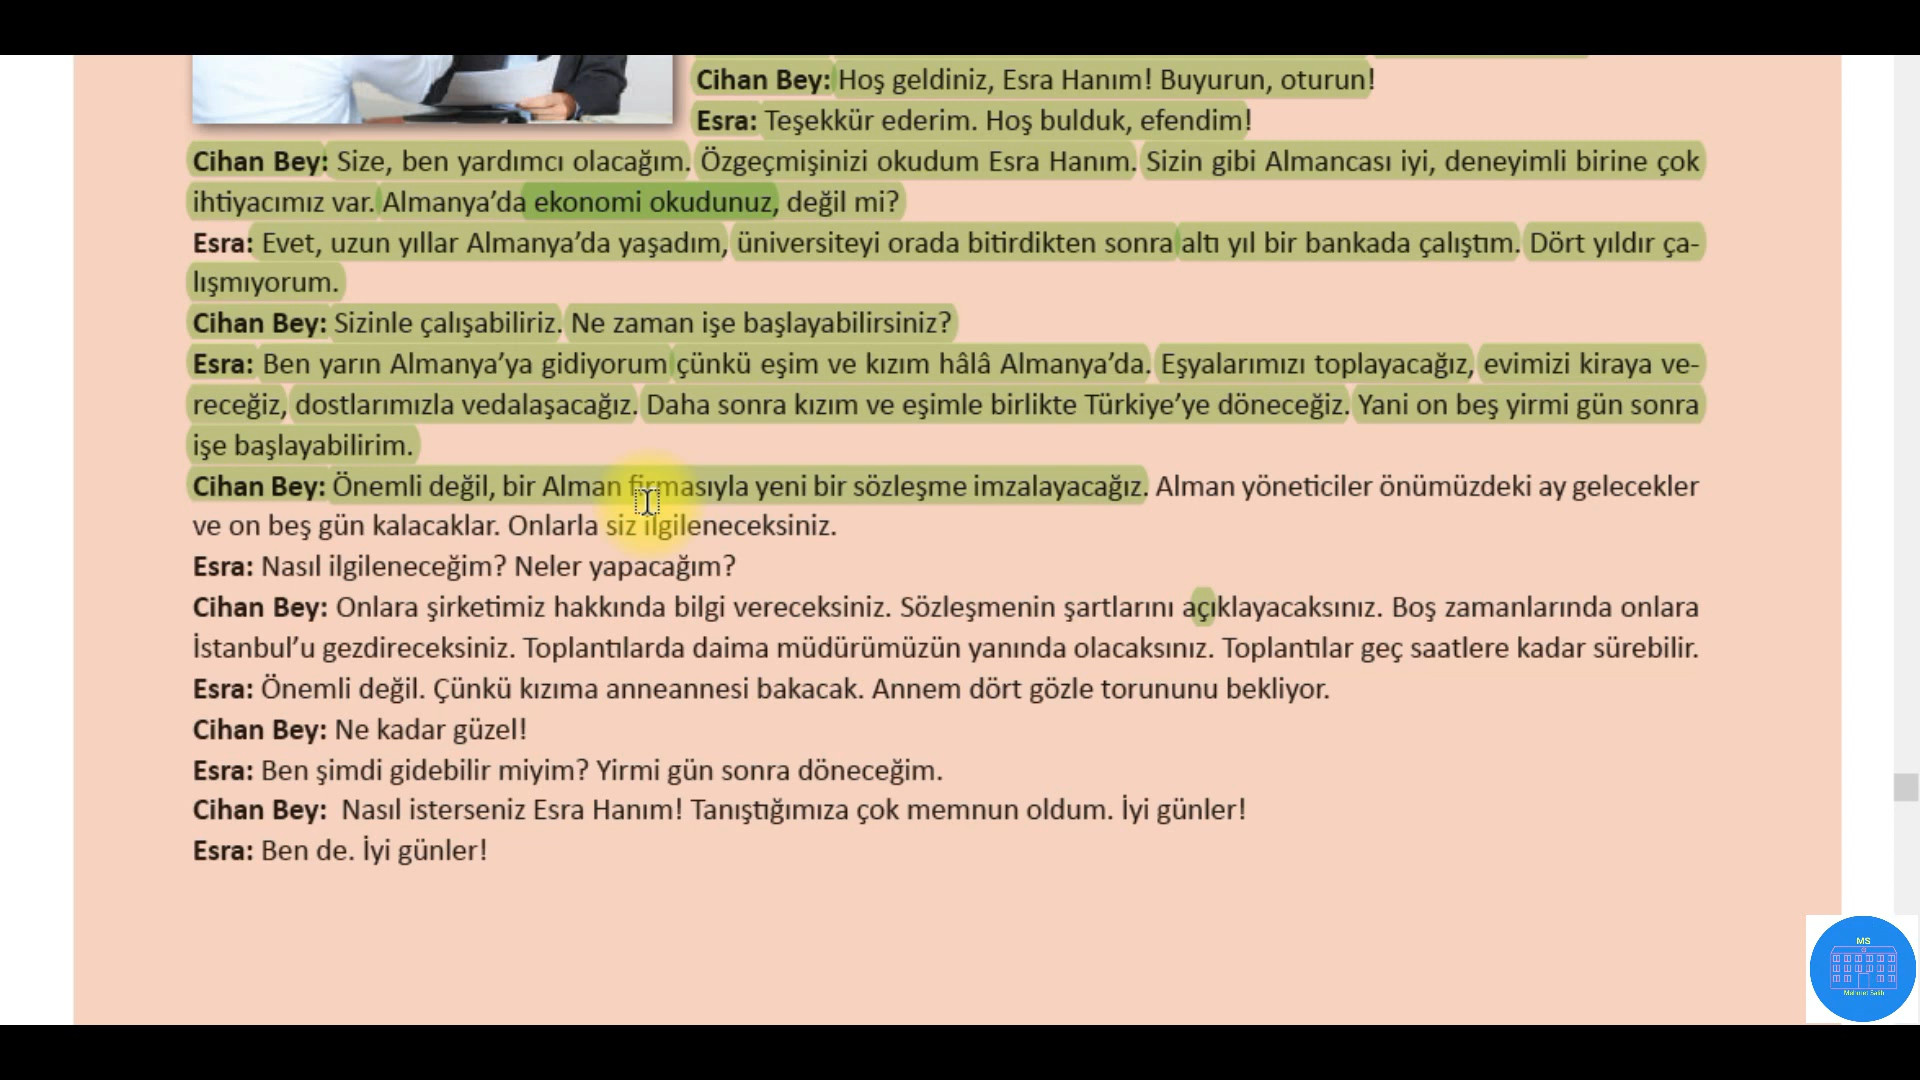 Cihan Bey: Hoş geldiniz, Esra Hanım! Buyurun, oturun!
Esra: Teşekkür ederim. Hoş bulduk, efendim!
Cihan Bey: Size, ben yardımcı olacağım. Özgeçmişinizi okudum Esra Hanım. Sizin gibi Almancası iyi, deneyimli birine çok
ihtiyacımız var. Almanya’da ekonomi okudunuz, değil mi?
Esra: Evet, uzun yıllar Almanya’da yaşadım, üniversiteyi orada bitirdikten sonra altı yıl bir bankada çalıştım. Dört yıldır ça-
lışmıyorum.
Cihan Bey: Sizinle çalışabiliriz. Ne zaman işe başlayabilirsiniz?
Esra: Ben yarın Almanya’ya gidiyorum çünkü eşim ve kızım hâlâ Almanya’da. Eşyalarımızı toplayacağız, evimizi kiraya ve-
receğiz, dostlarımızla vedalaşacağız. Daha sonra kızım ve eşimle birlikte Türkiye’ye döneceğiz. Yani on beş yirmi gün sonra
işe başlayabilirim.
Cihan Bey: Önemli değil, bir Alman firmasıyla yeni bir sözleşme imzalayacağız. Alman yöneticiler önümüzdeki ay gelecekler
ve on beş gün kalacaklar. Onlarla siz ilgileneceksiniz.
Esra: Nasıl ilgileneceğim? Neler yapacağım?
Cihan Bey: Onlara şirketimiz hakkında bilgi vereceksiniz. Sözleşmenin şartlarını açıklayacaksınız. Boş zamanlarında onlara
İstanbul’u gezdireceksiniz. Toplantılarda daima müdürümüzün yanında olacaksınız. Toplantılar geç saatlere kadar sürebilir.
Esra: Önemli değil. Çünkü kızıma anneannesi bakacak. Annem dört gözle torununu bekliyor.
Cihan Bey: Ne kadar güzel!
Esra: Ben şimdi gidebilir miyim? Yirmi gün sonra döneceğim.
Cihan Bey: Nasıl isterseniz Esra Hanım! Tanıştığımıza çok memnun oldum. İyi günler!
Esra: Ben de. İyi günler!
MS
Mehmet Salih